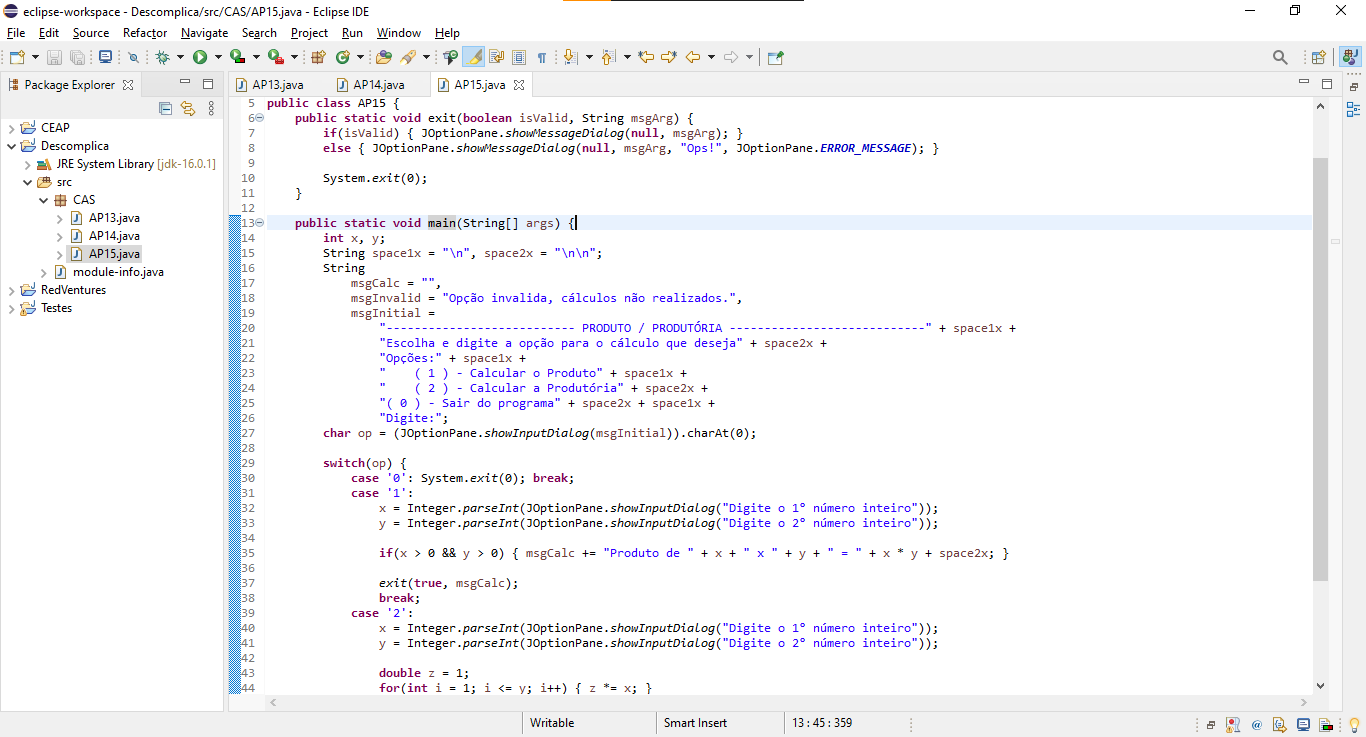 eclipse-workspace - Descomplica/src/CAS/AP15.java - Eclipse IDE
File Edit Source Refactor Navigate Search Project Run Window Help
Package Explorer
CEAP
Descomplica
JRE System Library [jdk-16.0.1]
src
CAS
AP13.java
AP14.java
AP15.java
module-info.java
RedVentures
Testes
AP13.java AP14.java AP15.java
5 public class AP15 {
6 public static void exit(boolean isValid, String msgArg) {
7 if(isValid) { JOptionPane.showMessageDialog(null, msgArg); }
8 else { JOptionPane.showMessageDialog(null, msgArg, "Ops!", JOptionPane.ERROR_MESSAGE); }
9
10 System.exit(0);
11 }
12
13 public static void main(String[] args) {
14 int x, y;
15 String space1x = "\n", space2x = "\n\n";
16 String
17 msgCalc = "",
18 msgInvalid = "Opção invalida, cálculos não realizados.",
19 msgInitial =
20 "--------------------------- PRODUTO / PRODUTÓRIA ----------------------------" + space1x +
21 "Escolha e digite a opção para o cálculo que deseja" + space2x +
22 "Opções:" + space1x +
23 "    ( 1 ) - Calcular o Produto" + space1x +
24 "    ( 2 ) - Calcular a Produtória" + space2x +
25 "( 0 ) - Sair do programa" + space2x + space1x +
26 "Digite:";
27 char op = (JOptionPane.showInputDialog(msgInitial)).charAt(0);
28
29 switch(op) {
30 case '0': System.exit(0); break;
31 case '1':
32 x = Integer.parseInt(JOptionPane.showInputDialog("Digite o 1º número inteiro"));
33 y = Integer.parseInt(JOptionPane.showInputDialog("Digite o 2º número inteiro"));
34
35 if(x > 0 && y > 0) { msgCalc += "Produto de " + x + " x " + y + " = " + x * y + space2x; }
36
37 exit(true, msgCalc);
38 break;
39 case '2':
40 x = Integer.parseInt(JOptionPane.showInputDialog("Digite o 1º número inteiro"));
41 y = Integer.parseInt(JOptionPane.showInputDialog("Digite o 2º número inteiro"));
42
43 double z = 1;
44 for(int i = 1; i <= y; i++) { z *= x; }
Writable Smart Insert 13 : 45 : 359